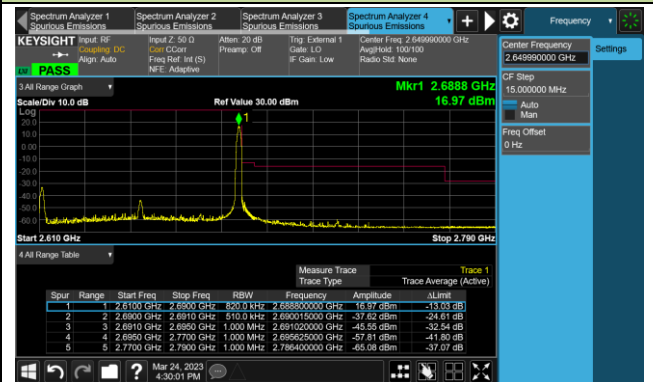 Spectrum Analyzer 1 Spurious Emissions
Spectrum Analyzer 2 Spurious Emissions
Spectrum Analyzer 3 Spurious Emissions
Spectrum Analyzer 4 Spurious Emissions
Frequency
KEYSIGHT
Input: RF
Coupling: DC
Align: Auto
Input Z: 50 Ω
Corr CCorr
Freq Ref: Int (S)
NFE: Adaptive
Atten: 20 dB
Preamp: Off
Trig: External 1
Gate: LO
IF Gain: Low
Center Freq: 2.649990000 GHz
Avg|Hold: 100/100
Radio Std: None
PASS
3 All Range Graph
Mkr1 2.6888 GHz
16.97 dBm
Scale/Div 10.0 dB
Ref Value 30.00 dBm
Log
20.0
10.0
0.00
-10.0
-20.0
-30.0
-40.0
-50.0
-60.0
1
Start 2.610 GHz
Stop 2.790 GHz
4 All Range Table
Measure Trace Trace 1
Trace Type Trace Average (Active)
Spur Range Start Freq Stop Freq RBW Frequency Amplitude ΔLimit
1 1 2.6100 GHz 2.6900 GHz 820.0 kHz 2.688800000 GHz 16.97 dBm -13.03 dB
2 2 2.6900 GHz 2.6910 GHz 510.0 kHz 2.690015000 GHz -37.62 dBm -24.61 dB
3 3 2.6910 GHz 2.6950 GHz 1.000 MHz 2.691020000 GHz -45.55 dBm -32.54 dB
4 4 2.6950 GHz 2.7700 GHz 1.000 MHz 2.695625000 GHz -57.81 dBm -41.80 dB
5 5 2.7700 GHz 2.7900 GHz 1.000 MHz 2.786400000 GHz -65.08 dBm -37.07 dB
Center Frequency
2.649990000 GHz
Settings
CF Step
15.000000 MHz
Auto
Man
Freq Offset
0 Hz
Mar 24, 2023
4:30:01 PM